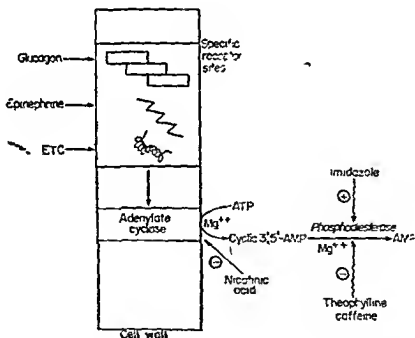 Specific
receptor
sites
Glucagon
Epinephrine
ETC
Adenylate
cyclase
ATP
Mg++
Cyclic 3',5'-AMP
Nicotinic
acid
Imidazole
+
Phosphodiesterase
Mg++
AMP
Theophylline
caffeine
Cell wall